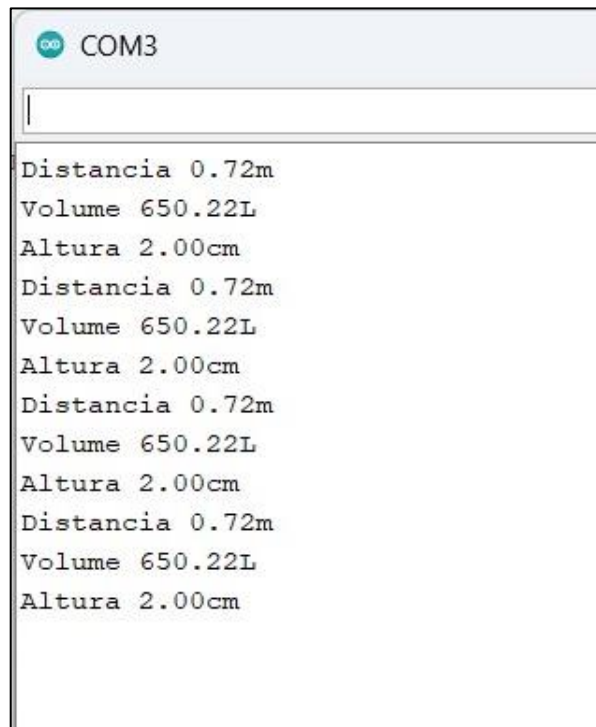 COM3
Distancia 0.72m
Volume 650.22L
Altura 2.00cm
Distancia 0.72m
Volume 650.22L
Altura 2.00cm
Distancia 0.72m
Volume 650.22L
Altura 2.00cm
Distancia 0.72m
Volume 650.22L
Altura 2.00cm